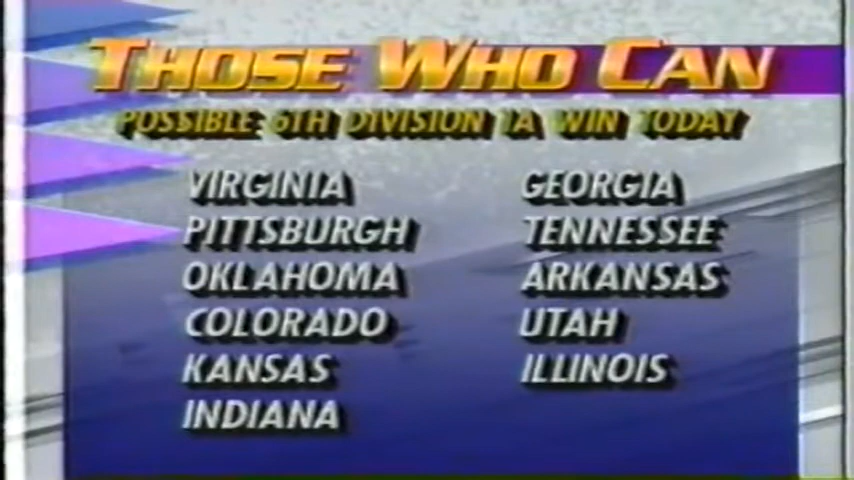 THOSE WHO CAN
POSSIBLE 6TH DIVISION 1A WIN TODAY
VIRGINIA
PITTSBURGH
OKLAHOMA
COLORADO
KANSAS
INDIANA
GEORGIA
TENNESSEE
ARKANSAS
UTAH
ILLINOIS